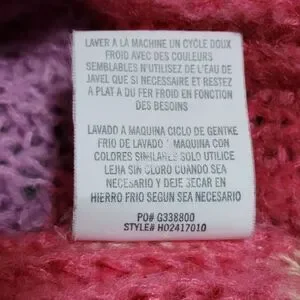 LAVER A LA MACHINE UN CYCLE DOUX
FROID AVEC DES COULEURS
SEMBLABLES N'UTILISEZ DE L'EAU DE
JAVEL QUE SI NECESSAIRE ET RESTEZ
A PLAT A DU FER FROID EN FONCTION
DES BESOINS
LAVADO A MAQUINA CICLO DE GENTKE
FRIO DE LAVADO A MAQUINA CON
COLORES SIMILARES SOLO UTILICE
LEJIA SIN CLORO CUANDO SEA
NECESARIO Y DEJE SECAR EN
HIERRO FRIO SEGUN SEA NECESARIO
PO# G338800
STYLE# HO2417010